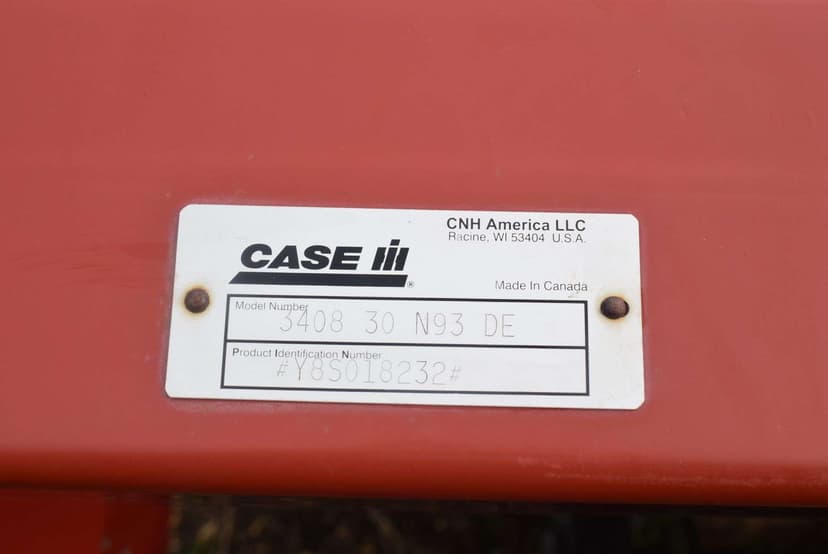 CNH America LLC
Racine, WI 53404 U.S.A.
CASE IH
®
Made In Canada
Model Number
3408 30 N93 DE
Product Identification Number
#Y8S018232#